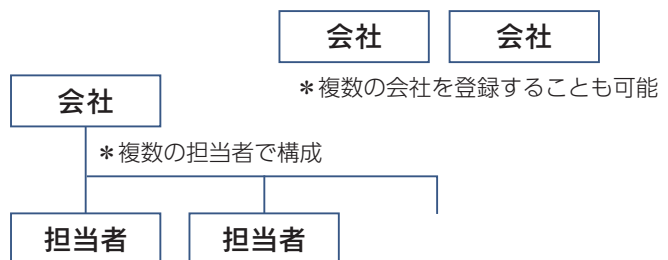 会社 会社
＊複数の会社を登録することも可能
会社
＊複数の担当者で構成
担当者 担当者